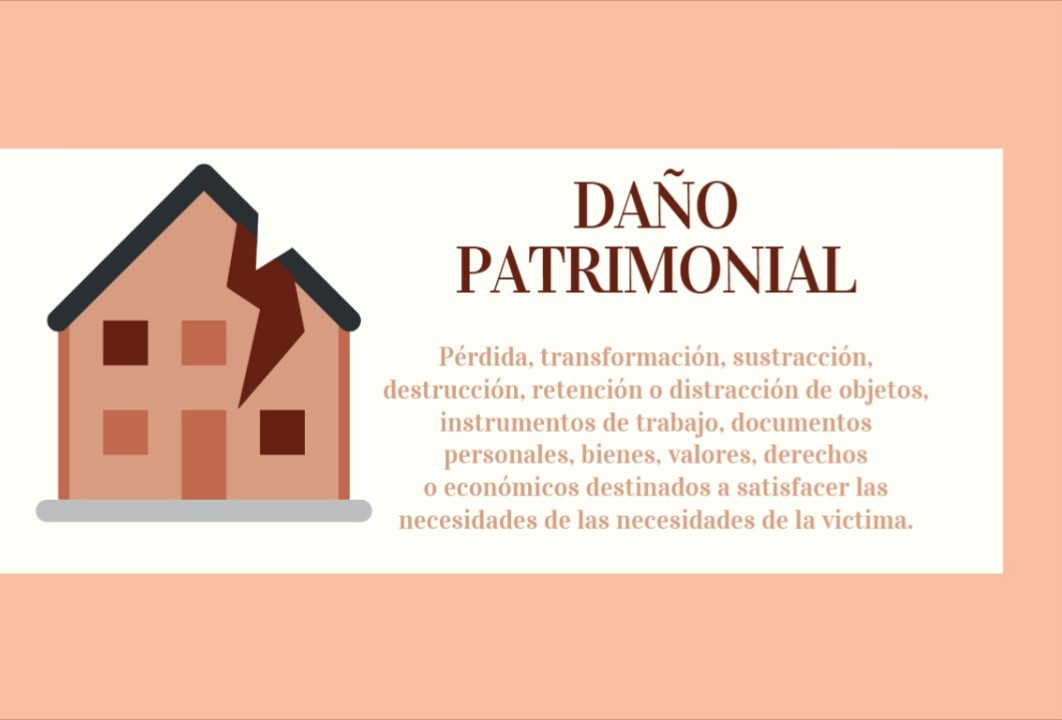 DAÑO
PATRIMONIAL
Pérdida, transformación, sustracción,
destrucción, retención o distracción de objetos,
instrumentos de trabajo, documentos
personales, bienes, valores, derechos
o económicos destinados a satisfacer las
necesidades de las necesidades de la victima.